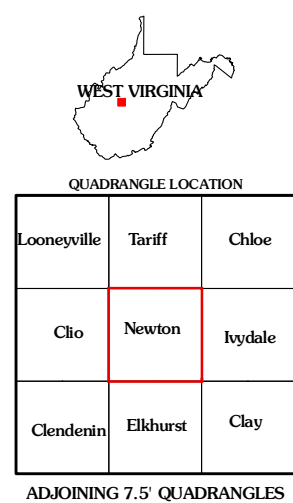 WEST VIRGINIA
QUADRANGLE LOCATION
Looneyville Tariff Chloe
Clio Newton Ivydale
Clendenin Elkhurst Clay
ADJOINING 7.5' QUADRANGLES